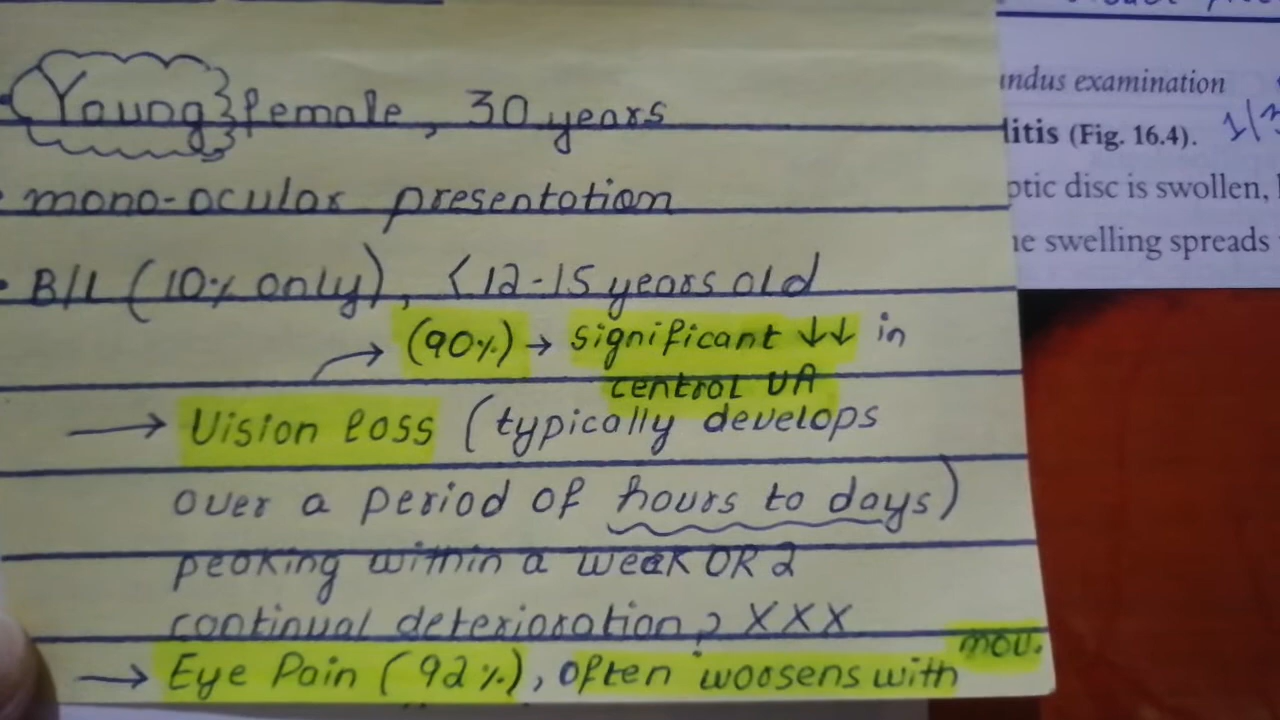 Young female, 30 years
mono-ocular presentation
B/L (10% only), <12-15 years old
(90%) → significant ↓↓ in
central VA
→ Vision loss (typically develops
over a period of hours to days)
peaking within a week OR 2
continual deterioration → XXX
→ Eye Pain (92%), often worsens with mov.
undus examination
litis (Fig. 16.4).
ptic disc is swollen,
ne swelling spreads